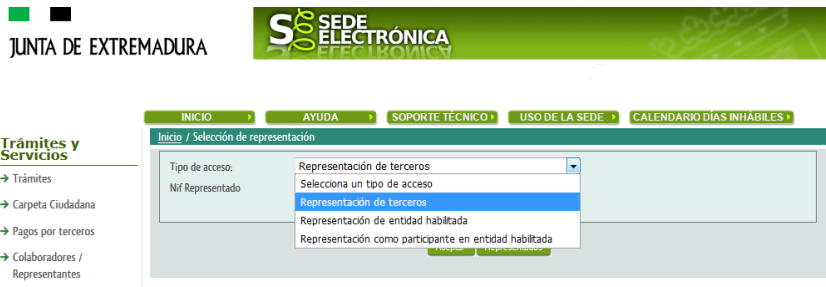 JUNTA DE EXTREMADURA
SEDE
ELECTRÓNICA
INICIO
AYUDA
SOPORTE TÉCNICO
USO DE LA SEDE
CALENDARIO DÍAS INHÁBILES
Trámites y
Servicios
Trámites
Carpeta Ciudadana
Pagos por terceros
Colaboradores /
Representantes
Inicio / Selección de representación
Tipo de acceso:
Representación de terceros
Nif Representado
Selecciona un tipo de acceso
Representación de terceros
Representación de entidad habilitada
Representación como participante en entidad habilitada